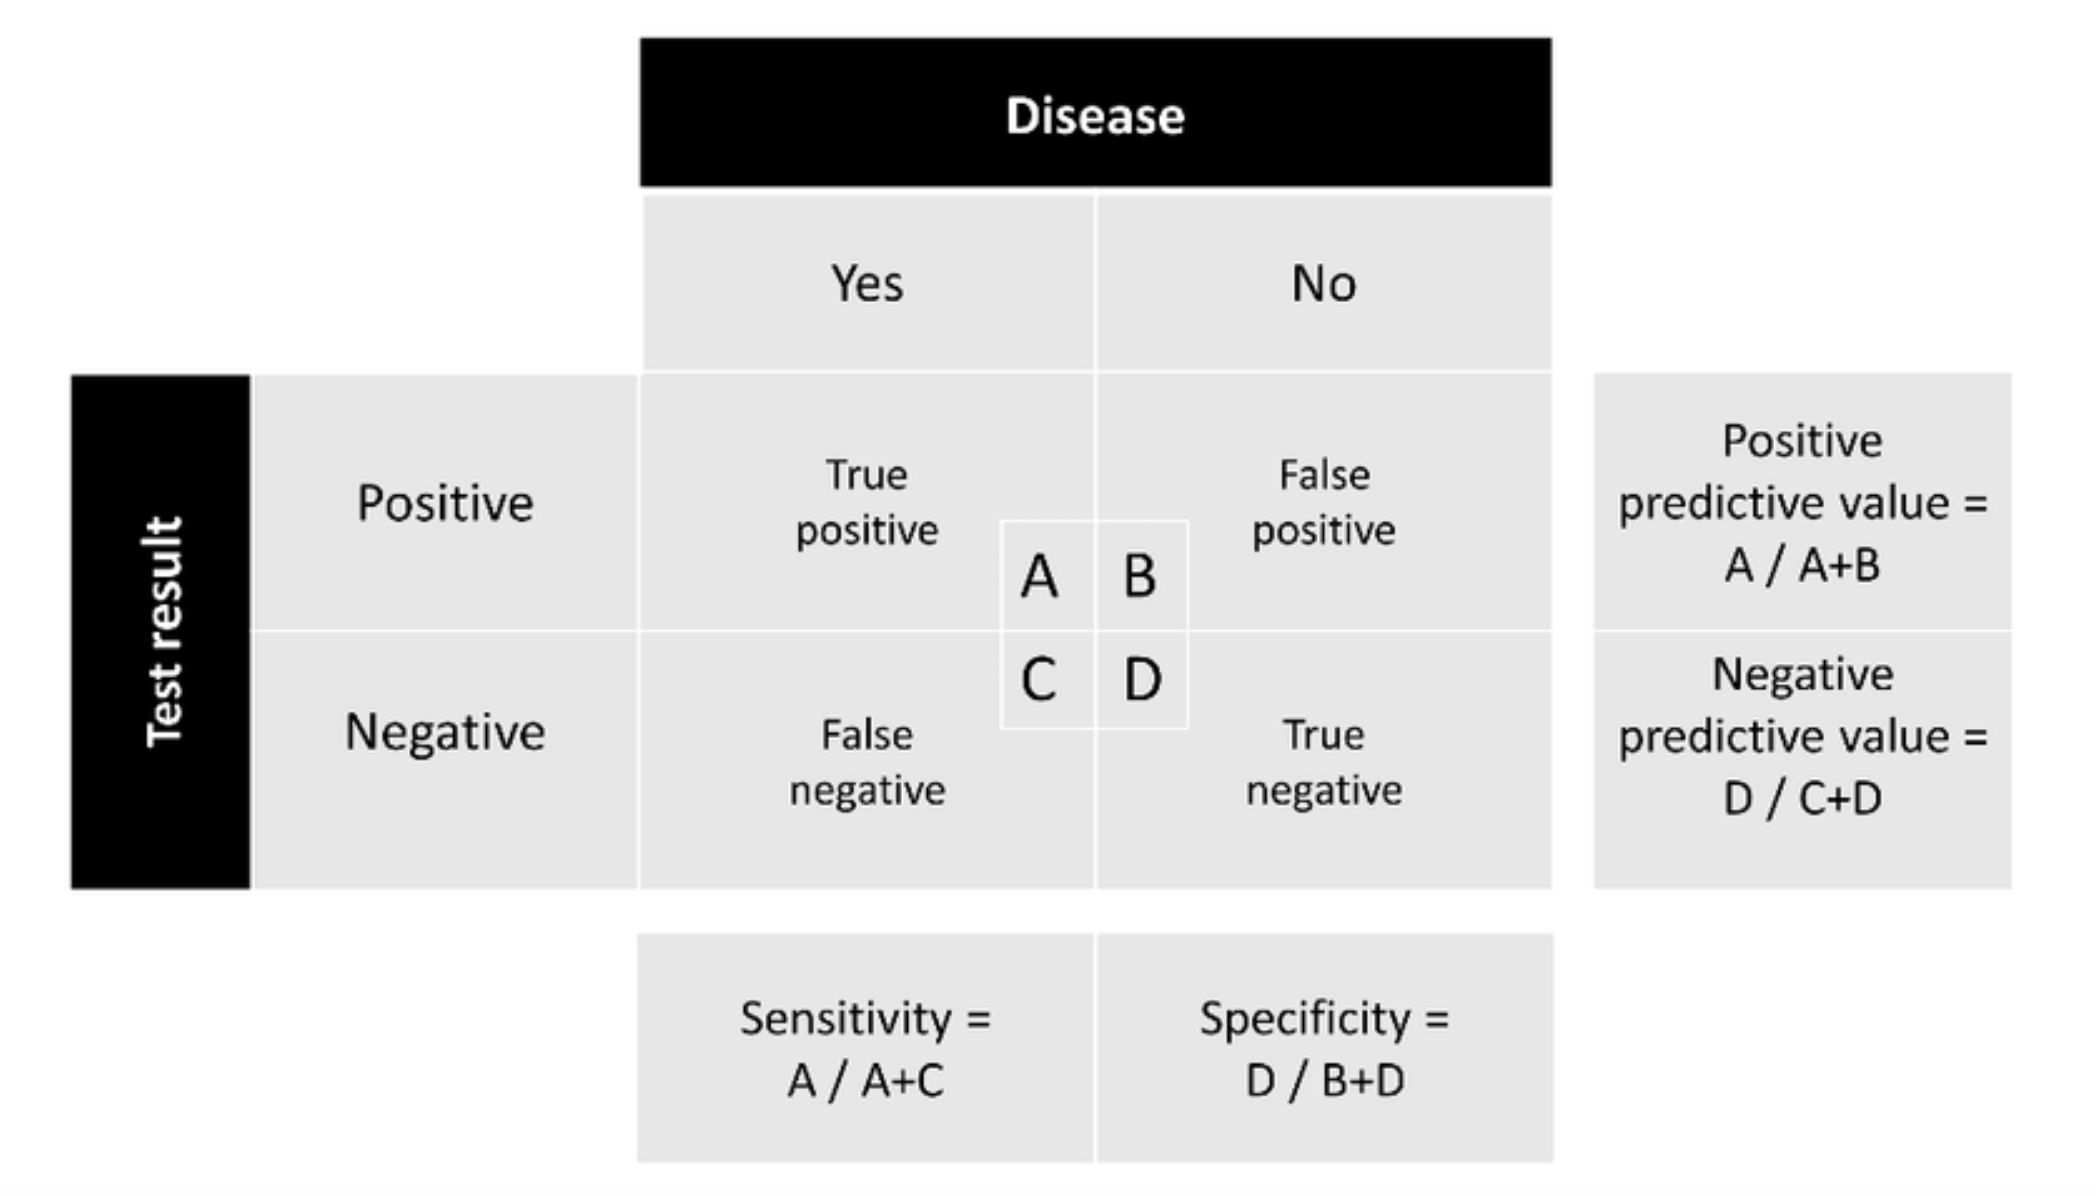 Disease
Yes
No
Test result
Positive
True
positive
False
positive
A
B
Positive
predictive value =
A / A+B
Negative
False
negative
True
negative
C
D
Negative
predictive value =
D / C+D
Sensitivity =
A / A+C
Specificity =
D / B+D